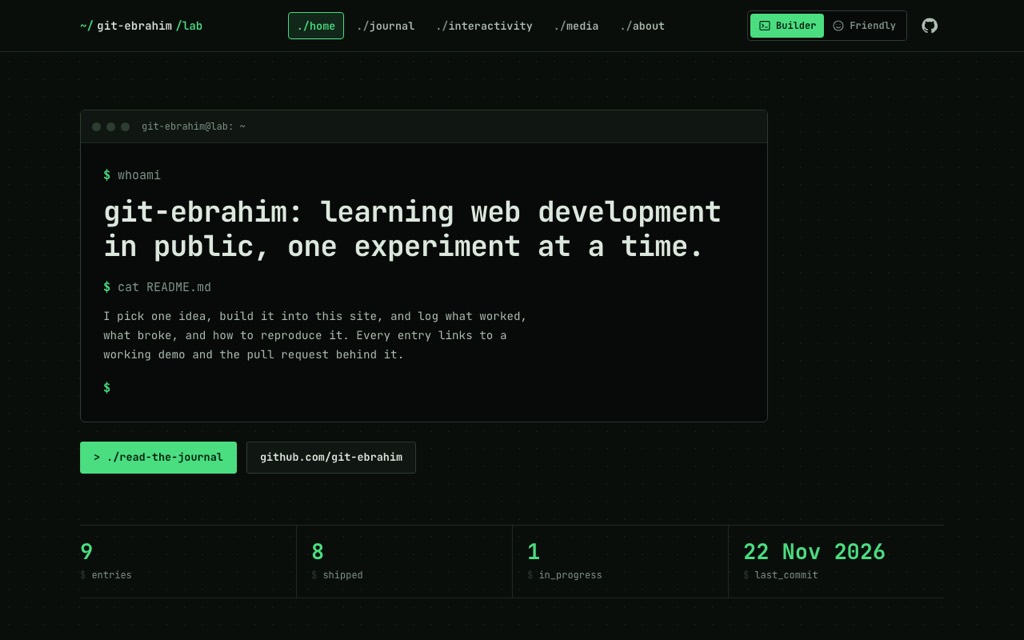 ~/ git-ebrahim /lab
./home ./journal ./interactivity ./media ./about
Builder Friendly
git-ebrahim@lab: ~
$ whoami
git-ebrahim: learning web development
in public, one experiment at a time.
$ cat README.md
I pick one idea, build it into this site, and log what worked,
what broke, and how to reproduce it. Every entry links to a
working demo and the pull request behind it.
$
> ./read-the-journal
github.com/git-ebrahim
9
$ entries
8
$ shipped
1
$ in_progress
22 Nov 2026
$ last_commit